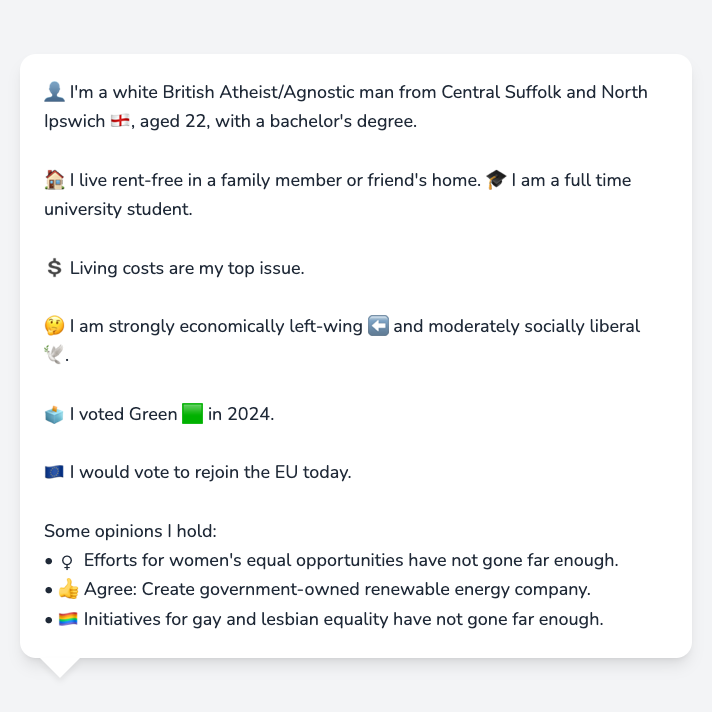 👤 I'm a white British Atheist/Agnostic man from Central Suffolk and North
Ipswich 🏴󠁧󠁢󠁥󠁮󠁧󠁿, aged 22, with a bachelor's degree.
🏠 I live rent-free in a family member or friend's home. 🎓 I am a full time
university student.
💲 Living costs are my top issue.
🤔 I am strongly economically left-wing ⬅️ and moderately socially liberal
🕊️.
🗳️ I voted Green 🟩 in 2024.
🇪🇺 I would vote to rejoin the EU today.
Some opinions I hold:
• ♀ Efforts for women's equal opportunities have not gone far enough.
• 👍 Agree: Create government-owned renewable energy company.
• 🏳️‍🌈 Initiatives for gay and lesbian equality have not gone far enough.